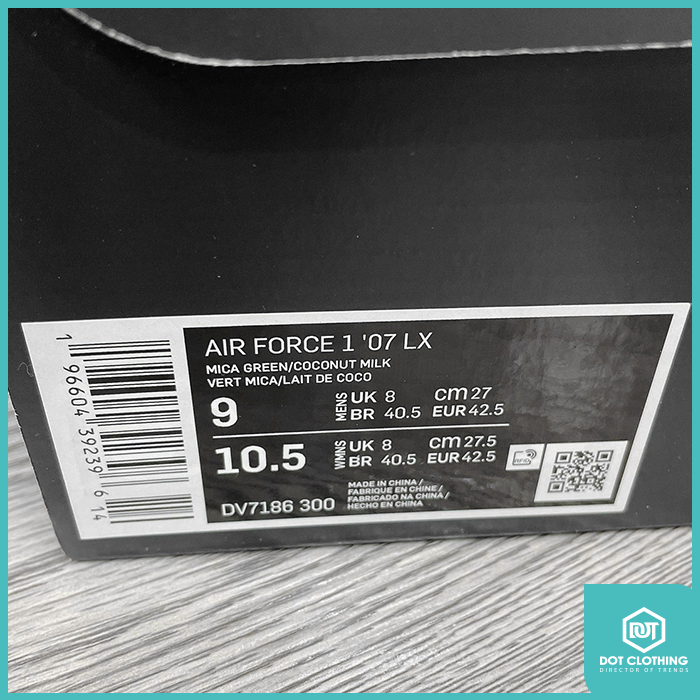 AIR FORCE 1 '07 LX
MICA GREEN/COCONUT MILK
VERT MICA/LAIT DE COCO
9 MENS UK 8 cm 27
BR 40.5 EUR 42.5
10.5 WMNS UK 8 cm 27.5
BR 40.5 EUR 42.5
RFID
DV7186 300
MADE IN CHINA /
FABRIQUE EN CHINE /
FABRICADO NA CHINA /
HECHO EN CHINA
1 96604 39239 6 14
DOT
DOT CLOTHING
DIRECTOR OF TRENDS